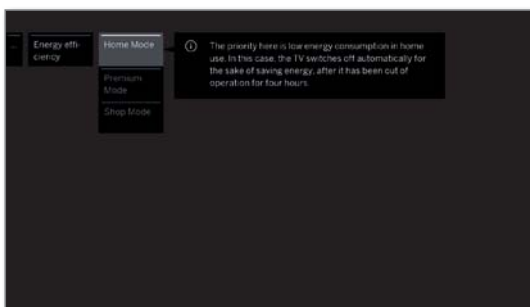 ...
Energy effi-
ciency
Home Mode
Premium
Mode
Shop Mode
The priority here is low energy consumption in home
use. In this case, the TV switches off automatically for
the sake of saving energy, after it has been out of
operation for four hours.